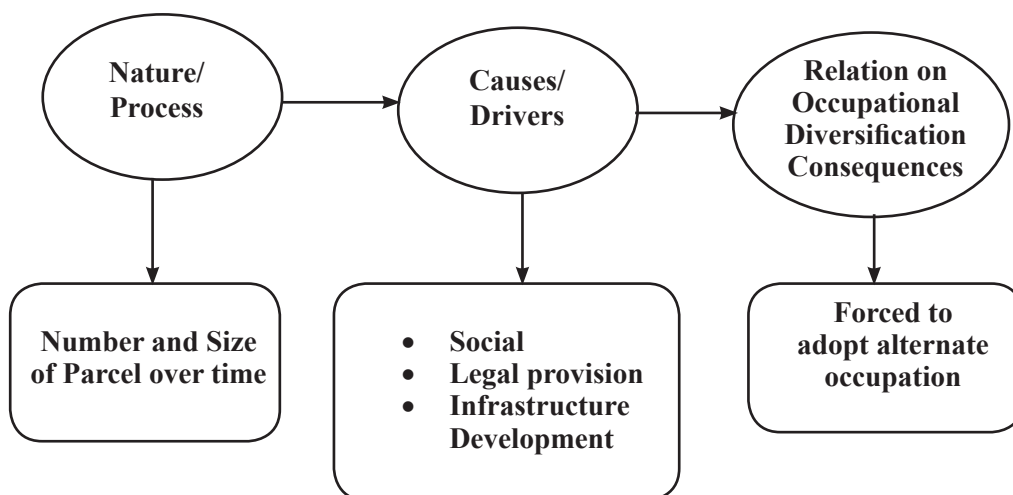 Nature/
Process
Causes/
Drivers
Relation on
Occupational
Diversification
Consequences
Number and Size
of Parcel over time
• Social
• Legal provision
• Infrastructure
Development
Forced to
adopt alternate
occupation